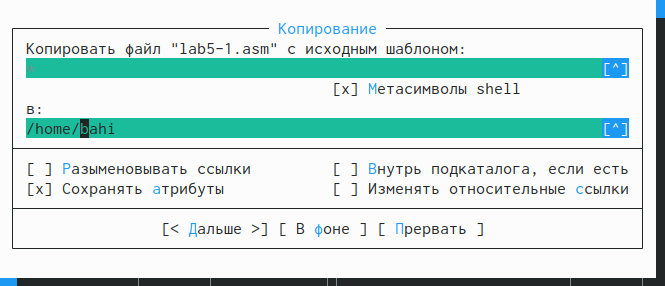 Копирование
Копировать файл "lab5-1.asm" с исходным шаблоном:
* [^]
[x] Метасимволы shell
в:
/home/bahi [^]
[ ] Разыменовывать ссылки [ ] Внутрь подкаталога, если есть
[x] Сохранять атрибуты [ ] Изменять относительные ссылки
[< Дальше >] [ В фоне ] [ Прервать ]